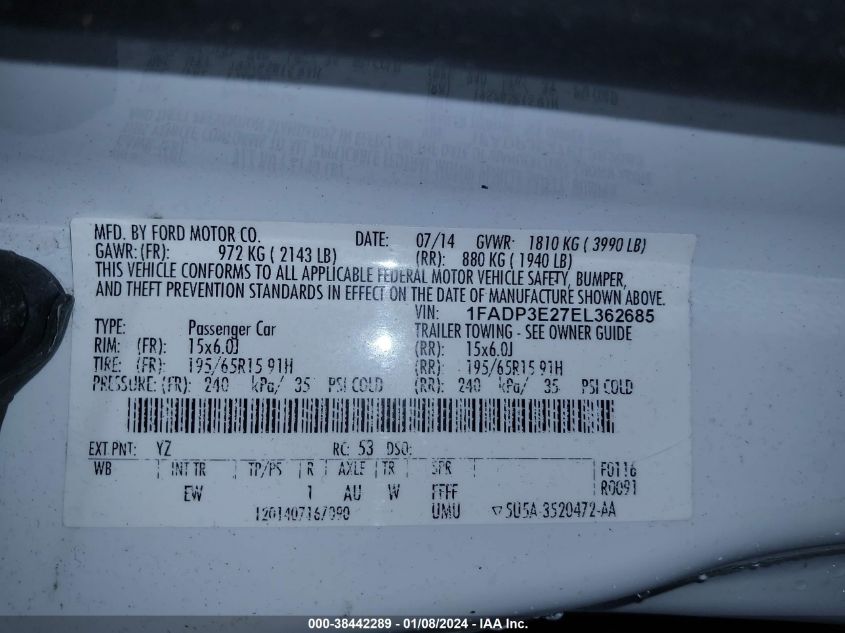 MFD. BY FORD MOTOR CO. DATE: 07/14 GVWR: 1810 KG ( 3990 LB)
GAWR: (FR): 972 KG ( 2143 LB) (RR): 880 KG ( 1940 LB)
THIS VEHICLE CONFORMS TO ALL APPLICABLE FEDERAL MOTOR VEHICLE SAFETY, BUMPER,
AND THEFT PREVENTION STANDARDS IN EFFECT ON THE DATE OF MANUFACTURE SHOWN ABOVE.
VIN: 1FADP3E27EL362685
TYPE: Passenger Car TRAILER TOWING - SEE OWNER GUIDE
RIM: (FR): 15x6.0J (RR): 15x6.0J
TIRE: (FR): 195/65R15 91H (RR): 195/65R15 91H
PRESSURE: (FR): 240 kPa/ 35 PSI COLD (RR): 240 kPa/ 35 PSI COLD
EXT PNT: YZ RC: 53 DSO:
WB INT TR TP/PS R AXLE TR SPR F0116
EW 1 AU W FFFF R0091
UMU ▽5U5A-3520472-AA
000-38442289 - 01/08/2024 - IAA Inc.